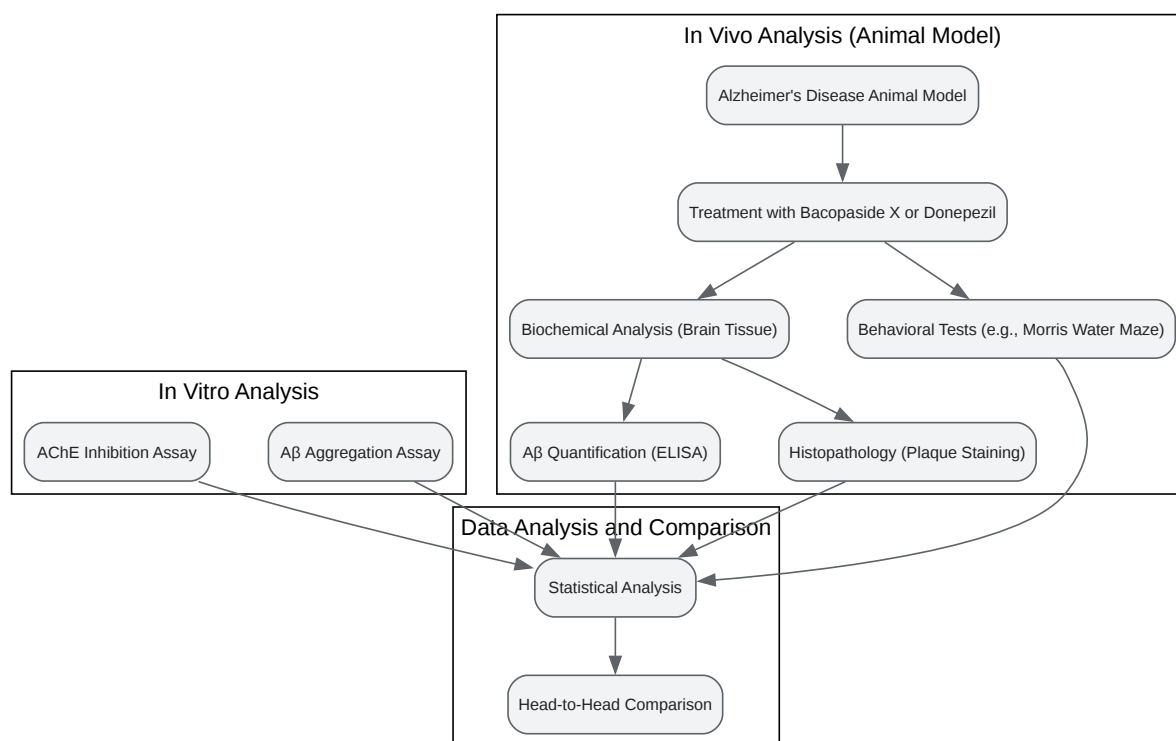 In Vivo Analysis (Animal Model)
Alzheimer's Disease Animal Model
Treatment with Bacopaside X or Donepezil
Biochemical Analysis (Brain Tissue)
Behavioral Tests (e.g., Morris Water Maze)
In Vitro Analysis
AChE Inhibition Assay
Aβ Aggregation Assay
Aβ Quantification (ELISA)
Histopathology (Plaque Staining)
Data Analysis and Comparison
Statistical Analysis
Head-to-Head Comparison